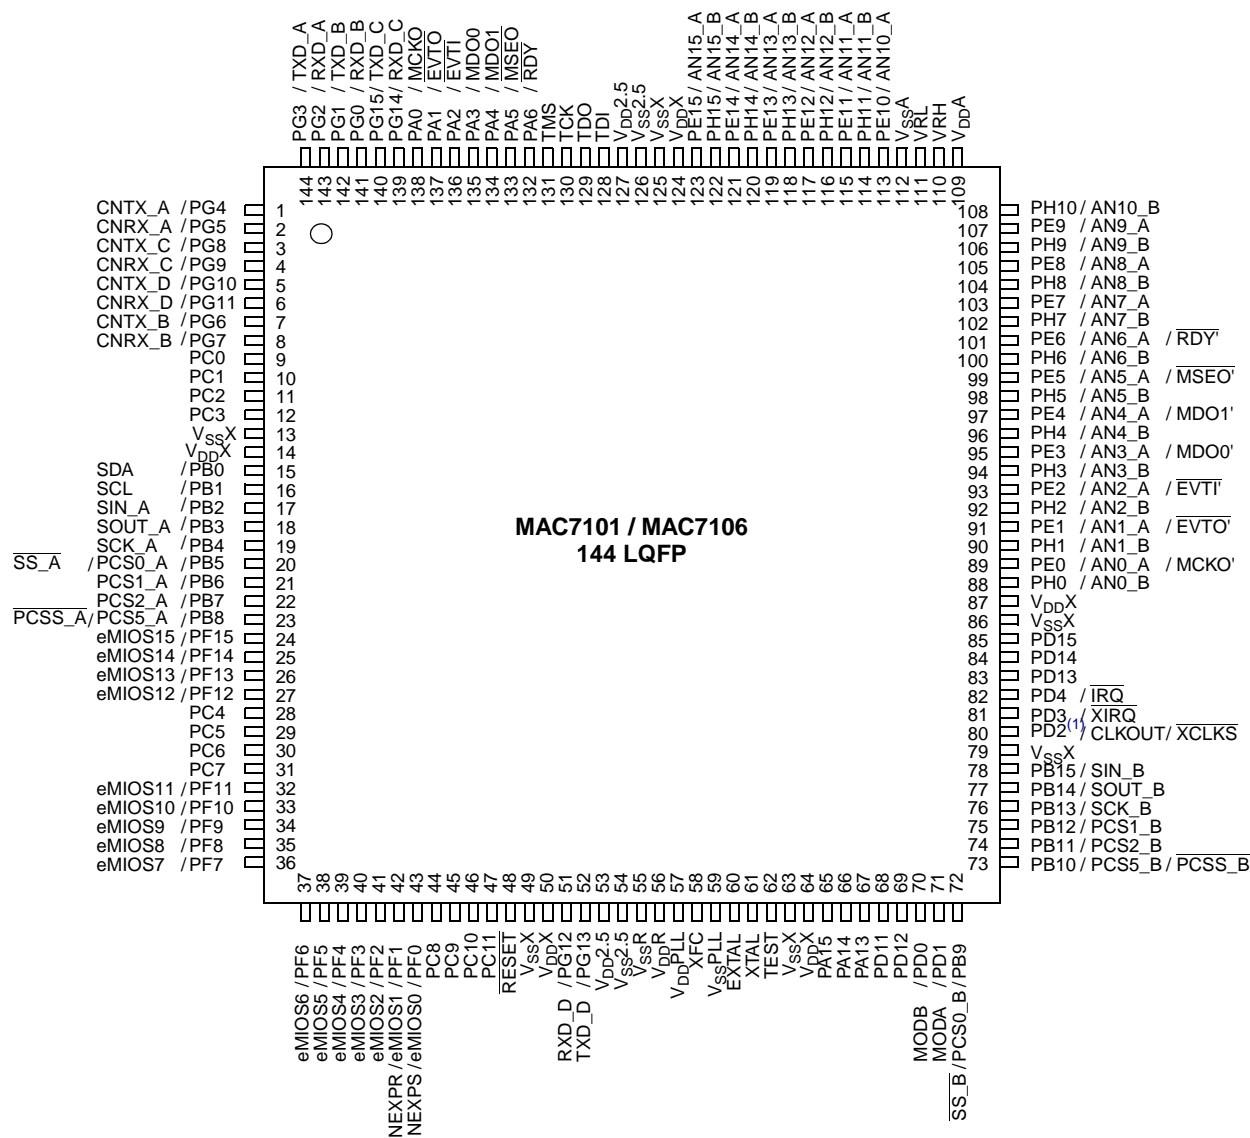 PG3 / TXD_A
PG2 / RXD_A
PG1 / TXD_B
PG0 / RXD_B
PG15/ TXD_C
PG14/ RXD_C
PA0 / MCKO
PA1 / EVTO
PA2 / EVTI
PA3 / MDO0
PA4 / MDO1
PA5 / MSEO
PA6 / RDY
TMS
TCK
TDO
TDI
VDD2.5
VSS2.5
VSSX
VDDX
PE15/ AN15_A
PH15/ AN15_B
PE14/ AN14_A
PH14/ AN14_B
PE13/ AN13_A
PH13/ AN13_B
PE12/ AN12_A
PH12/ AN12_B
PE11/ AN11_A
PH11/ AN11_B
PE10/ AN10_A
VSSA
VRL
VRH
VDDA
144 143 142 141 140 139 138 137 136 135 134 133 132 131 130 129 128 127 126 125 124 123 122 121 120 119 118 117 116 115 114 113 112 111 110 109
CNTX_A / PG4 1
CNRX_A / PG5 2
CNTX_C / PG8 3
CNRX_C / PG9 4
CNTX_D / PG10 5
CNRX_D / PG11 6
CNTX_B / PG6 7
CNRX_B / PG7 8
PC0 9
PC1 10
PC2 11
PC3 12
VSSX 13
VDDX 14
SDA / PB0 15
SCL / PB1 16
SIN_A / PB2 17
SOUT_A / PB3 18
SCK_A / PB4 19
SS_A / PCS0_A / PB5 20
PCS1_A / PB6 21
PCS2_A / PB7 22
PCSS_A/ PCS5_A / PB8 23
eMIOS15 / PF15 24
eMIOS14 / PF14 25
eMIOS13 / PF13 26
eMIOS12 / PF12 27
PC4 28
PC5 29
PC6 30
PC7 31
eMIOS11 / PF11 32
eMIOS10 / PF10 33
eMIOS9 / PF9 34
eMIOS8 / PF8 35
eMIOS7 / PF7 36
MAC7101 / MAC7106
144 LQFP
108 PH10 / AN10_B
107 PE9 / AN9_A
106 PH9 / AN9_B
105 PE8 / AN8_A
104 PH8 / AN8_B
103 PE7 / AN7_A
102 PH7 / AN7_B
101 PE6 / AN6_A / RDY'
100 PH6 / AN6_B
99 PE5 / AN5_A / MSEO'
98 PH5 / AN5_B
97 PE4 / AN4_A / MDO1'
96 PH4 / AN4_B
95 PE3 / AN3_A / MDO0'
94 PH3 / AN3_B
93 PE2 / AN2_A / EVTI'
92 PH2 / AN2_B
91 PE1 / AN1_A / EVTO'
90 PH1 / AN1_B
89 PE0 / AN0_A / MCKO'
88 PH0 / AN0_B
87 VDDX
86 VSSX
85 PD15
84 PD14
83 PD13
82 PD4 / IRQ
81 PD3 / XIRQ
80 PD2(1) / CLKOUT/ XCLKS
79 VSSX
78 PB15 / SIN_B
77 PB14 / SOUT_B
76 PB13 / SCK_B
75 PB12 / PCS1_B
74 PB11 / PCS2_B
73 PB10 / PCS5_B / PCSS_B
37 38 39 40 41 42 43 44 45 46 47 48 49 50 51 52 53 54 55 56 57 58 59 60 61 62 63 64 65 66 67 68 69 70 71 72
eMIOS6 / PF6
eMIOS5 / PF5
eMIOS4 / PF4
eMIOS3 / PF3
eMIOS2 / PF2
NEXPR / eMIOS1 / PF1
NEXPS / eMIOS0 / PF0
PC8
PC9
PC10
PC11
RESET
VSSX
VDDX
RXD_D / PG12
TXD_D / PG13
VDD2.5
VSS2.5
VSSR
VDDR
VDDPLL
XFC
VSSPLL
EXTAL
XTAL
TEST
VSSX
VDDX
PA15
PA14
PA13
PD11
PD12
MODB / PD0
MODA / PD1
SS_B / PCS0_B / PB9